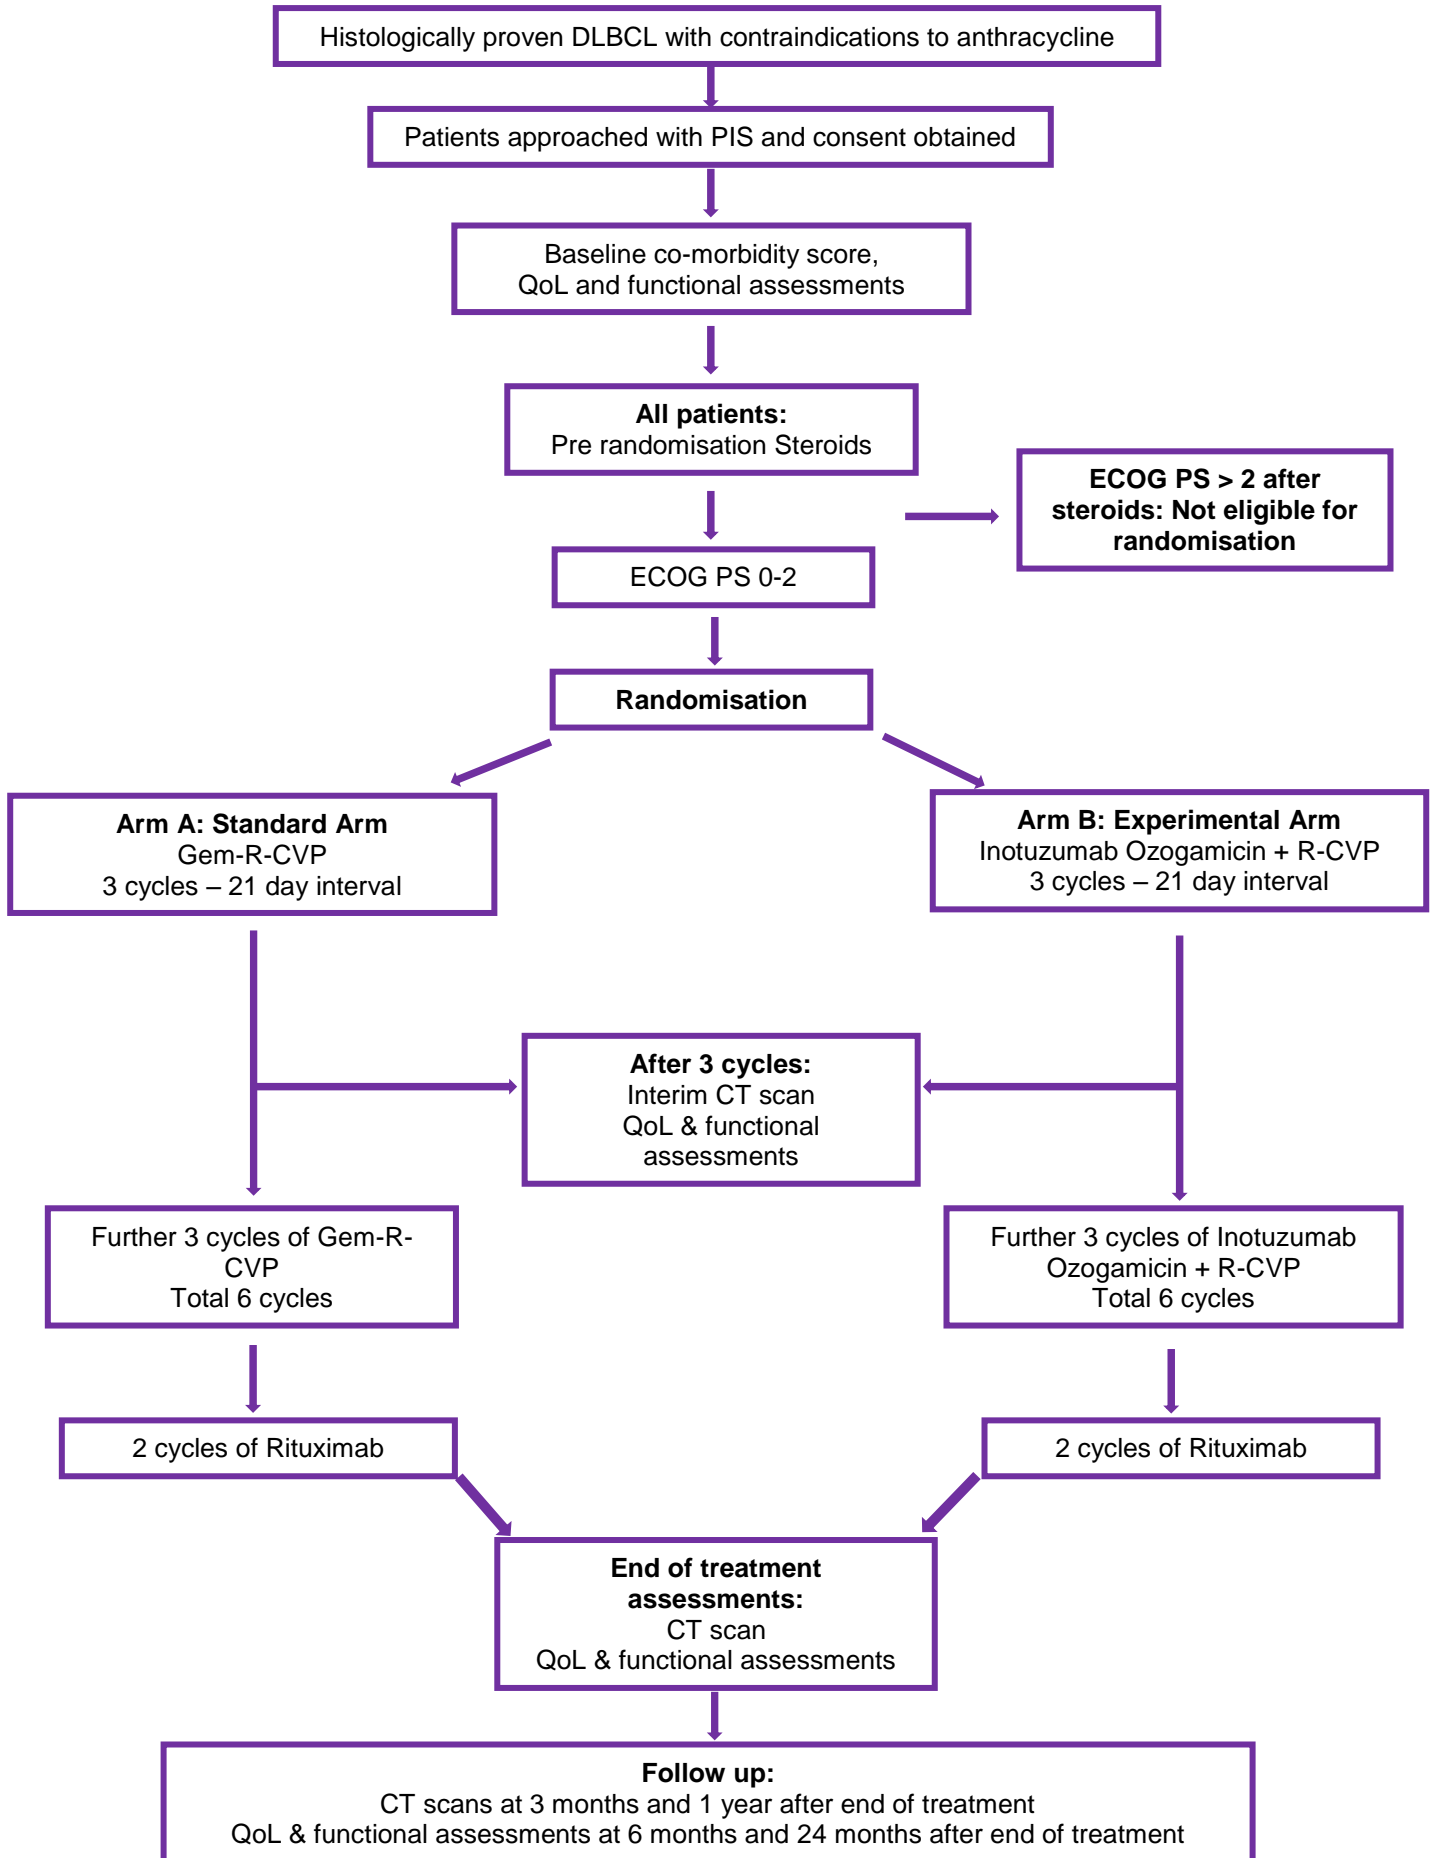 Histologically proven DLBCL with contraindications to anthracycline
Patients approached with PIS and consent obtained
Baseline co-morbidity score,
QoL and functional assessments
All patients:
Pre randomisation Steroids
ECOG PS > 2 after
steroids: Not eligible for
randomisation
ECOG PS 0-2
Randomisation
Arm A: Standard Arm
Gem-R-CVP
3 cycles – 21 day interval
Arm B: Experimental Arm
Inotuzumab Ozogamicin + R-CVP
3 cycles – 21 day interval
After 3 cycles:
Interim CT scan
QoL & functional
assessments
Further 3 cycles of Gem-R-
CVP
Total 6 cycles
Further 3 cycles of Inotuzumab
Ozogamicin + R-CVP
Total 6 cycles
2 cycles of Rituximab
2 cycles of Rituximab
End of treatment
assessments:
CT scan
QoL & functional assessments
Follow up:
CT scans at 3 months and 1 year after end of treatment
QoL & functional assessments at 6 months and 24 months after end of treatment